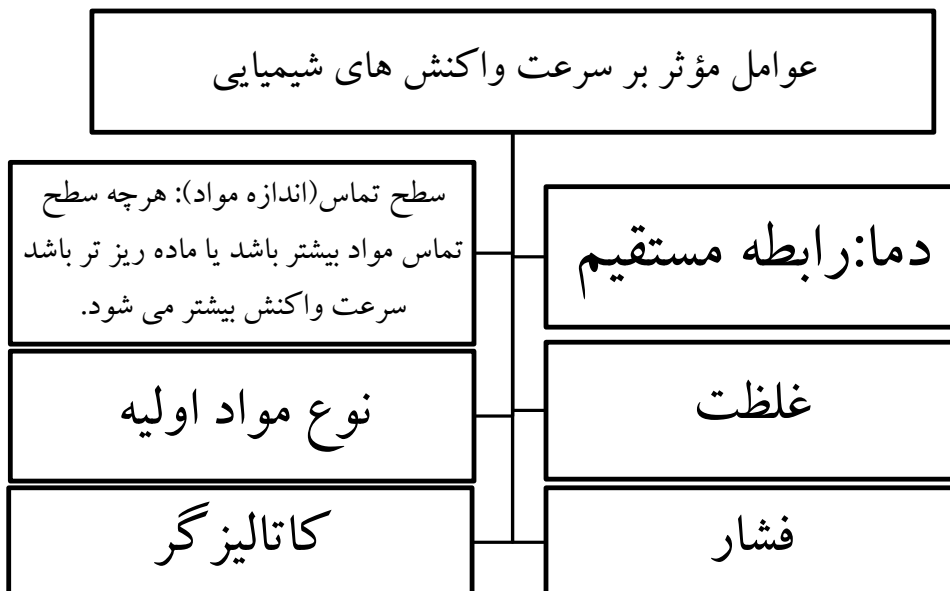 عوامل مؤثر بر سرعت واکنش های شیمیایی
دما:رابطه مستقیم
سطح تماس(اندازه مواد): هرچه سطح
تماس مواد بیشتر باشد یا ماده ریز تر باشد
سرعت واکنش بیشتر می شود.
غلظت
نوع مواد اولیه
فشار
کاتالیزگر